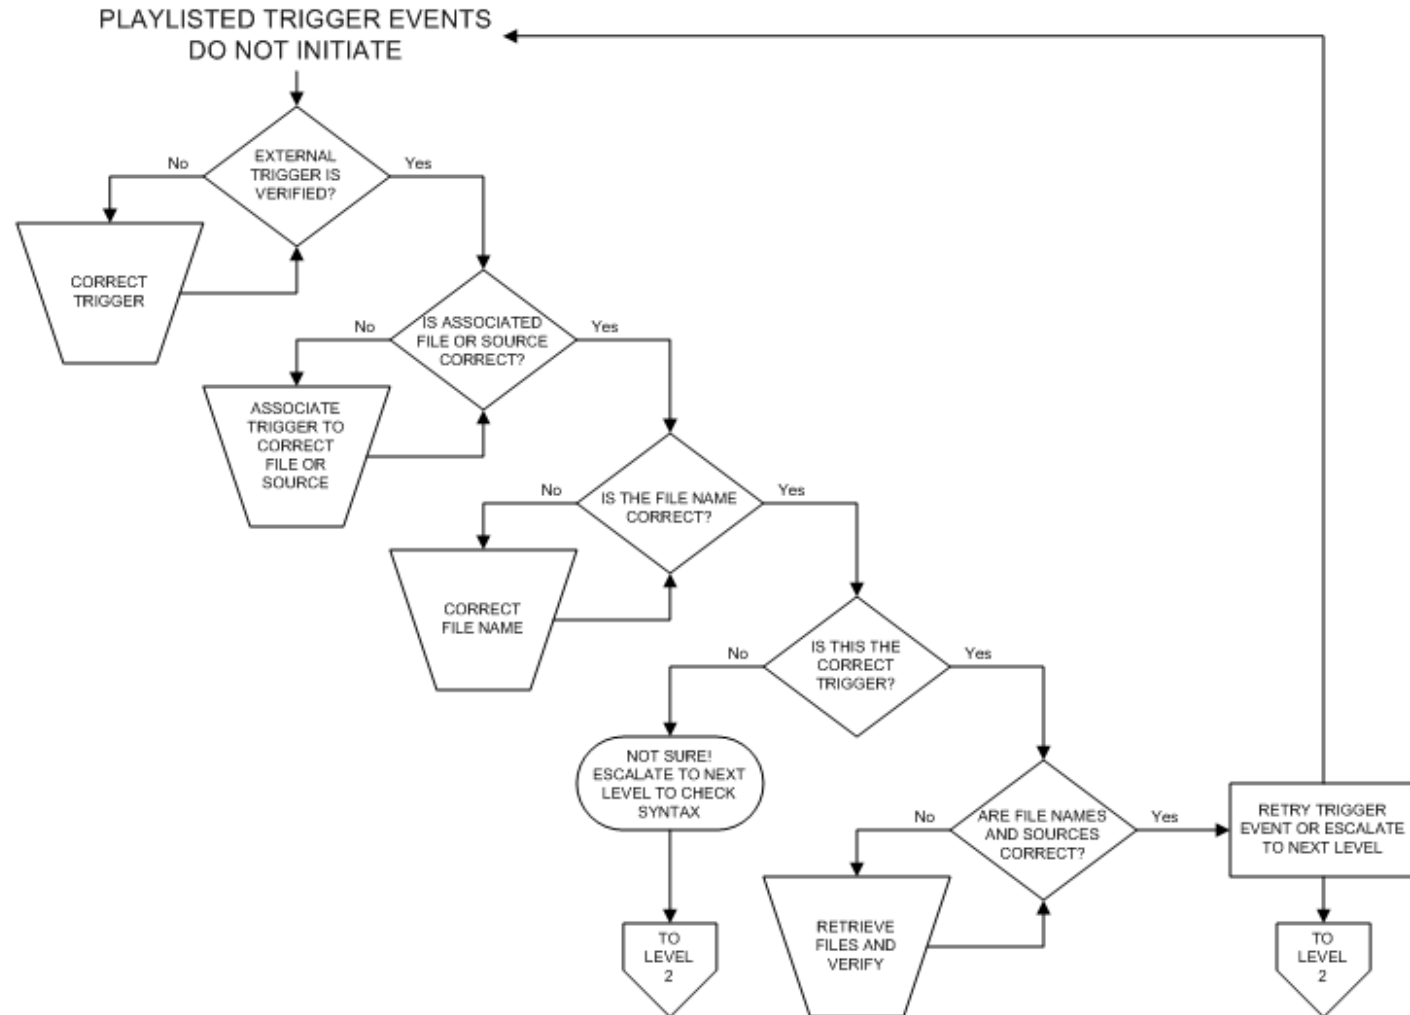 PLAYLISTED TRIGGER EVENTS
DO NOT INITIATE
No
EXTERNAL
TRIGGER IS
VERIFIED?
Yes
CORRECT
TRIGGER
No
IS ASSOCIATED
FILE OR SOURCE
CORRECT?
Yes
ASSOCIATE
TRIGGER TO
CORRECT
FILE OR
SOURCE
No
IS THE FILE NAME
CORRECT?
Yes
CORRECT
FILE NAME
No
IS THIS THE
CORRECT
TRIGGER?
Yes
NOT SURE!
ESCALATE TO NEXT
LEVEL TO CHECK
SYNTAX
No
ARE FILE NAMES
AND SOURCES
CORRECT?
Yes
RETRY TRIGGER
EVENT OR ESCALATE
TO NEXT LEVEL
TO
LEVEL
2
RETRIEVE
FILES AND
VERIFY
TO
LEVEL
2